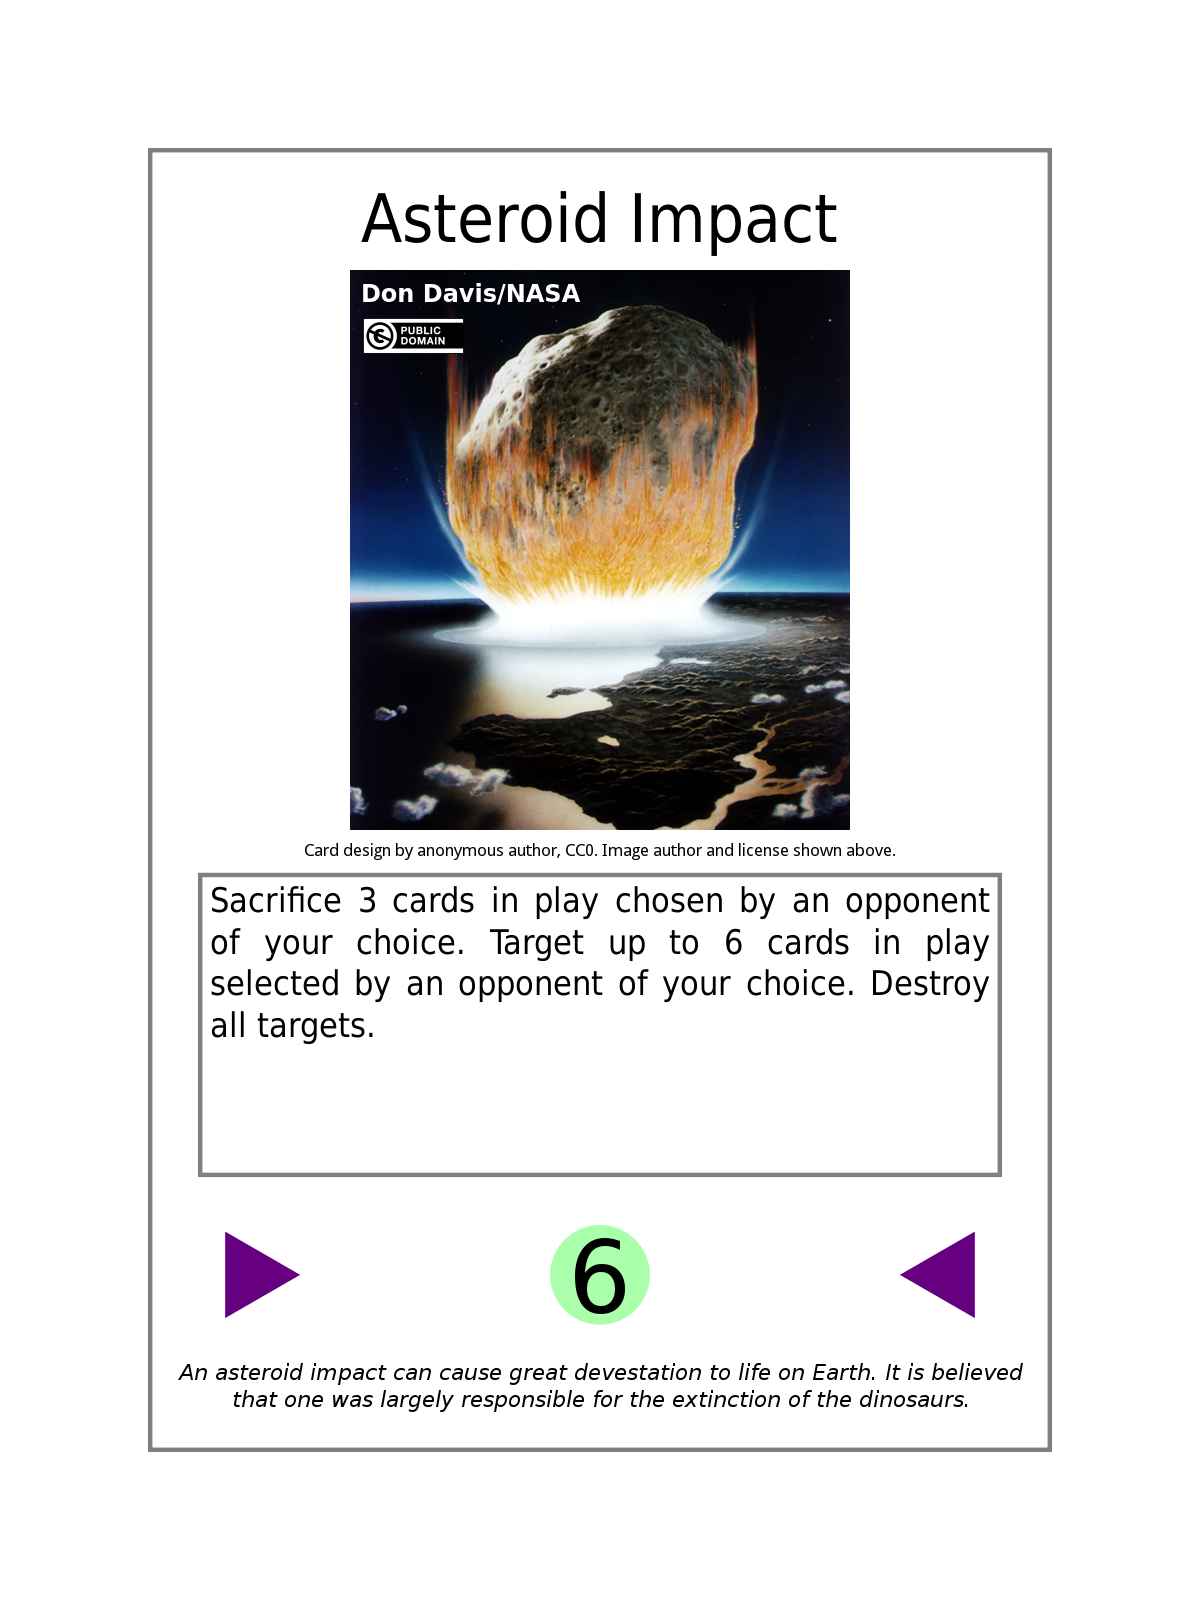 Asteroid Impact
Don Davis/NASA
PUBLIC
DOMAIN
Card design by anonymous author, CC0. Image author and license shown above.
Sacrifice 3 cards in play chosen by an opponent
of your choice. Target up to 6 cards in play
selected by an opponent of your choice. Destroy
all targets.
6
An asteroid impact can cause great devestation to life on Earth. It is believed
that one was largely responsible for the extinction of the dinosaurs.